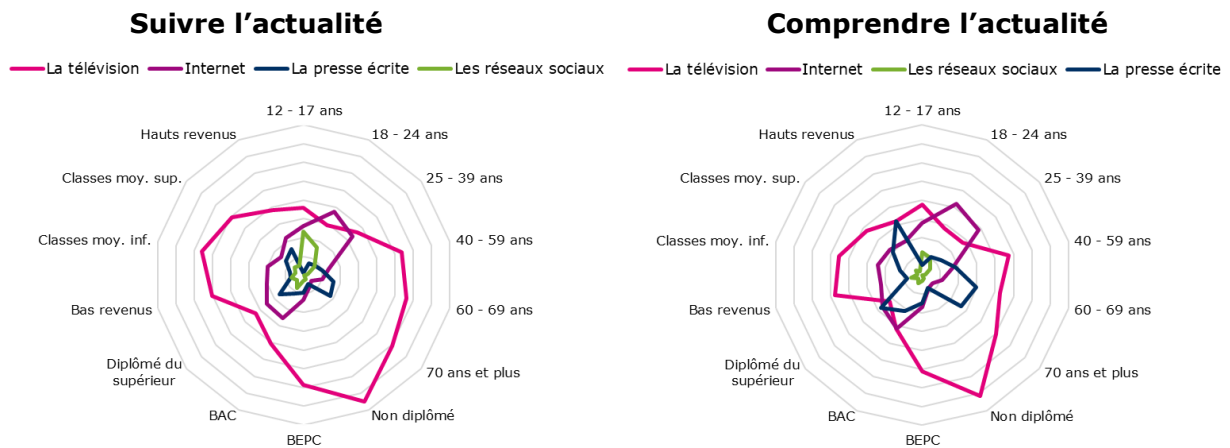 Suivre l’actualité
La télévision
Internet
La presse écrite
Les réseaux sociaux
12 - 17 ans
18 - 24 ans
25 - 39 ans
40 - 59 ans
60 - 69 ans
70 ans et plus
Non diplômé
BEPC
BAC
Diplômé du
supérieur
Bas revenus
Classes moy. inf.
Classes moy. sup.
Hauts revenus
Comprendre l’actualité
La télévision
Internet
Les réseaux sociaux
La presse écrite
12 - 17 ans
18 - 24 ans
25 - 39 ans
40 - 59 ans
60 - 69 ans
70 ans et plus
Non diplômé
BEPC
BAC
Diplômé du
supérieur
Bas revenus
Classes moy. inf.
Classes moy. sup.
Hauts revenus